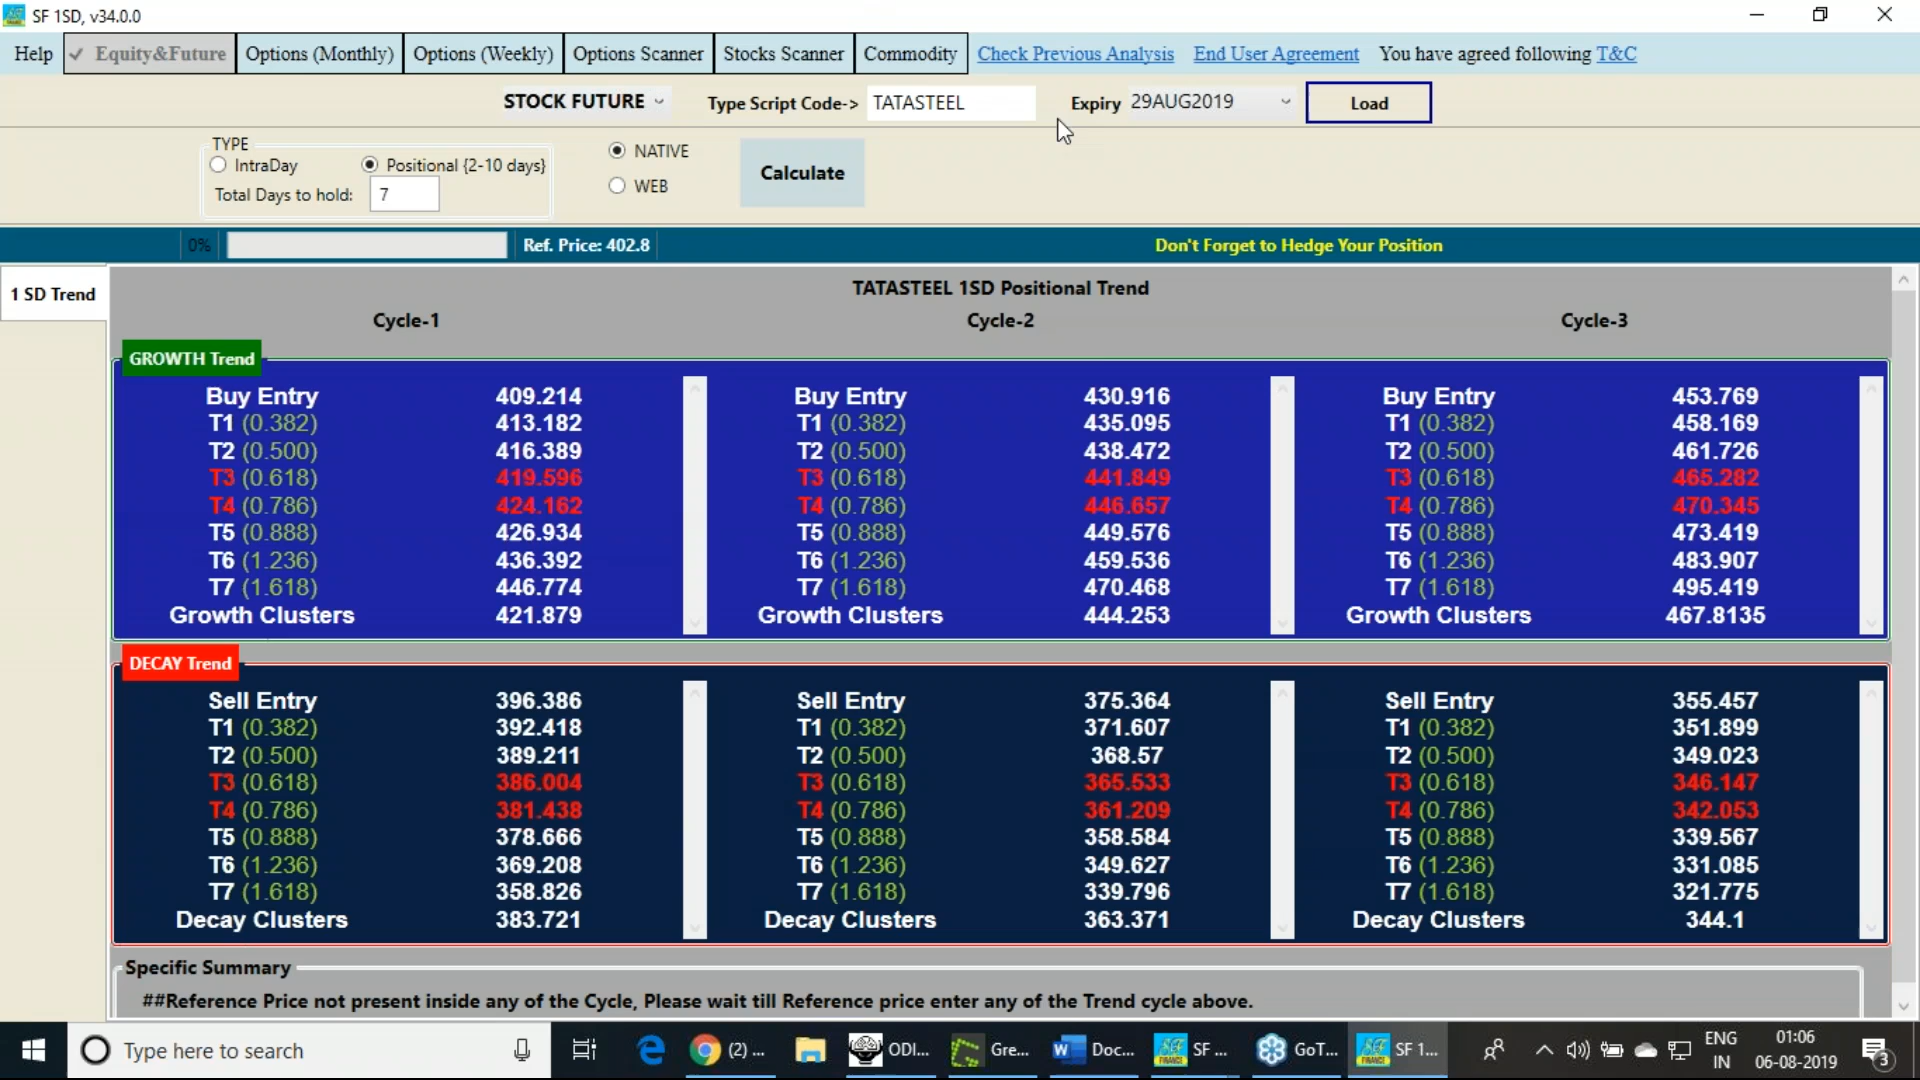 SF 1SD, v34.0.0
Help ✓ Equity&Future Options (Monthly) Options (Weekly) Options Scanner Stocks Scanner Commodity Check Previous Analysis End User Agreement You have agreed following T&C
STOCK FUTURE Type Script Code-> TATASTEEL Expiry 29AUG2019 Load
TYPE
IntraDay Positional {2-10 days}
Total Days to hold: 7
NATIVE
WEB
Calculate
0% Ref. Price: 402.8 Don't Forget to Hedge Your Position
1 SD Trend
TATASTEEL 1SD Positional Trend
Cycle-1 Cycle-2 Cycle-3
GROWTH Trend
Buy Entry 409.214 Buy Entry 430.916 Buy Entry 453.769
T1 (0.382) 413.182 T1 (0.382) 435.095 T1 (0.382) 458.169
T2 (0.500) 416.389 T2 (0.500) 438.472 T2 (0.500) 461.726
T3 (0.618) 419.596 T3 (0.618) 441.849 T3 (0.618) 465.282
T4 (0.786) 424.162 T4 (0.786) 446.657 T4 (0.786) 470.345
T5 (0.888) 426.934 T5 (0.888) 449.576 T5 (0.888) 473.419
T6 (1.236) 436.392 T6 (1.236) 459.536 T6 (1.236) 483.907
T7 (1.618) 446.774 T7 (1.618) 470.468 T7 (1.618) 495.419
Growth Clusters 421.879 Growth Clusters 444.253 Growth Clusters 467.8135
DECAY Trend
Sell Entry 396.386 Sell Entry 375.364 Sell Entry 355.457
T1 (0.382) 392.418 T1 (0.382) 371.607 T1 (0.382) 351.899
T2 (0.500) 389.211 T2 (0.500) 368.57 T2 (0.500) 349.023
T3 (0.618) 386.004 T3 (0.618) 365.533 T3 (0.618) 346.147
T4 (0.786) 381.438 T4 (0.786) 361.209 T4 (0.786) 342.053
T5 (0.888) 378.666 T5 (0.888) 358.584 T5 (0.888) 339.567
T6 (1.236) 369.208 T6 (1.236) 349.627 T6 (1.236) 331.085
T7 (1.618) 358.826 T7 (1.618) 339.796 T7 (1.618) 321.775
Decay Clusters 383.721 Decay Clusters 363.371 Decay Clusters 344.1
Specific Summary
##Reference Price not present inside any of the Cycle, Please wait till Reference price enter any of the Trend cycle above.
Type here to search (2) ... ODI... Gre... Doc... SF ... GoT... SF 1... ENG 01:06
IN 06-08-2019 3